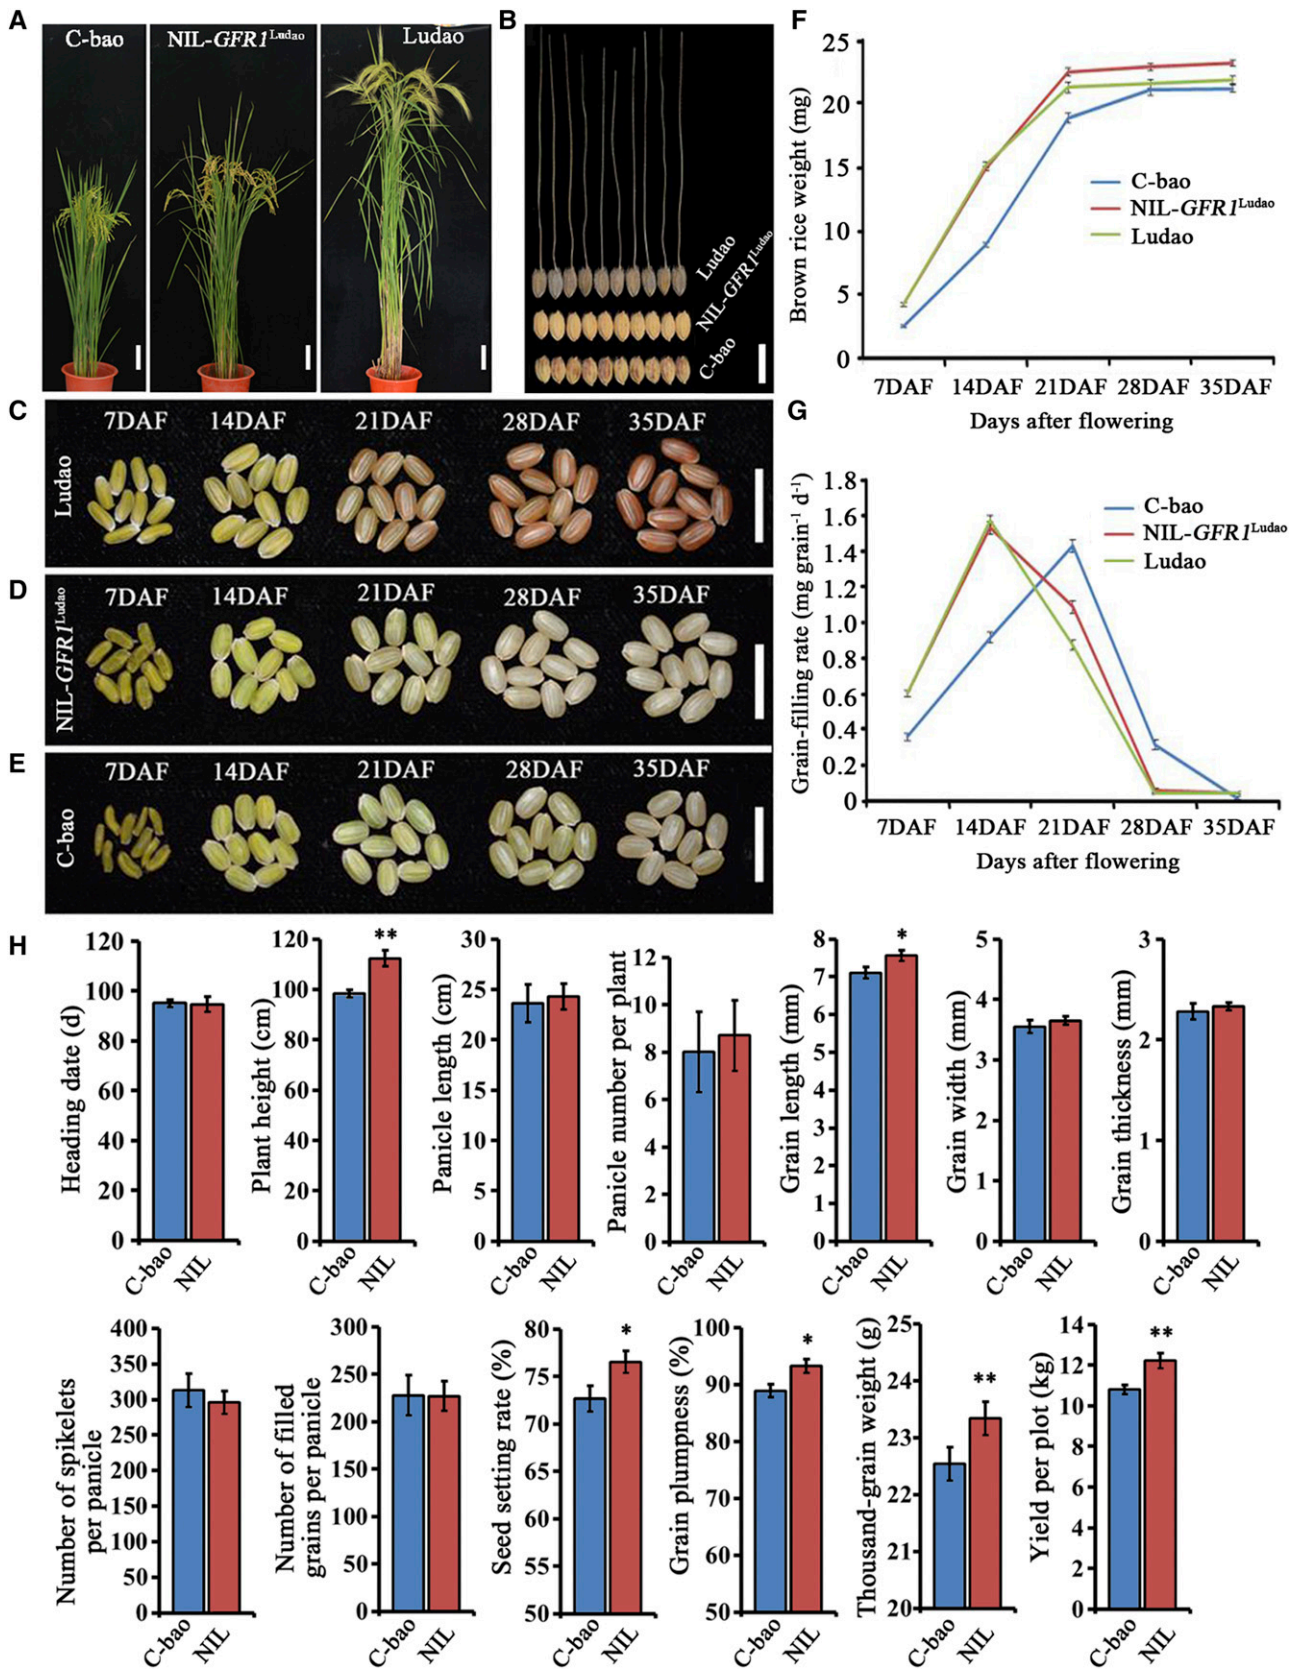 A
C-bao
NIL-GFR1Ludao
Ludao
B
Ludao
NIL-GFR1Ludao
C-bao
C
Ludao
7DAF 14DAF 21DAF 28DAF 35DAF
D
NIL-GFR1Ludao
7DAF 14DAF 21DAF 28DAF 35DAF
E
C-bao
7DAF 14DAF 21DAF 28DAF 35DAF
F
Brown rice weight (mg)
25
20
15
10
5
0
C-bao
NIL-GFR1Ludao
Ludao
7DAF 14DAF 21DAF 28DAF 35DAF
Days after flowering
G
Grain-filling rate (mg grain⁻¹ d⁻¹)
1.8
1.6
1.4
1.2
1.0
0.8
0.6
0.4
0.2
0
C-bao
NIL-GFR1Ludao
Ludao
7DAF 14DAF 21DAF 28DAF 35DAF
Days after flowering
H
Heading date (d)
120
100
80
60
40
20
0
C-bao NIL
Plant height (cm)
120
100
80
60
40
20
0
**
C-bao NIL
Panicle length (cm)
30
25
20
15
10
5
0
C-bao NIL
Panicle number per plant
12
10
8
6
4
2
0
C-bao NIL
Grain length (mm)
8
7
6
5
4
3
2
1
0
*
C-bao NIL
Grain width (mm)
5
4
3
2
1
0
C-bao NIL
Grain thickness (mm)
3
2
1
0
C-bao NIL
Number of spikelets
per panicle
400
350
300
250
200
150
100
50
0
C-bao NIL
Number of filled
grains per panicle
300
250
200
150
100
50
0
C-bao NIL
Seed setting rate (%)
80
75
70
65
60
55
50
*
C-bao NIL
Grain plumpness (%)
100
90
80
70
60
50
*
C-bao NIL
Thousand-grain weight (g)
25
24
23
22
21
20
**
C-bao NIL
Yield per plot (kg)
14
12
10
8
6
4
2
0
**
C-bao NIL